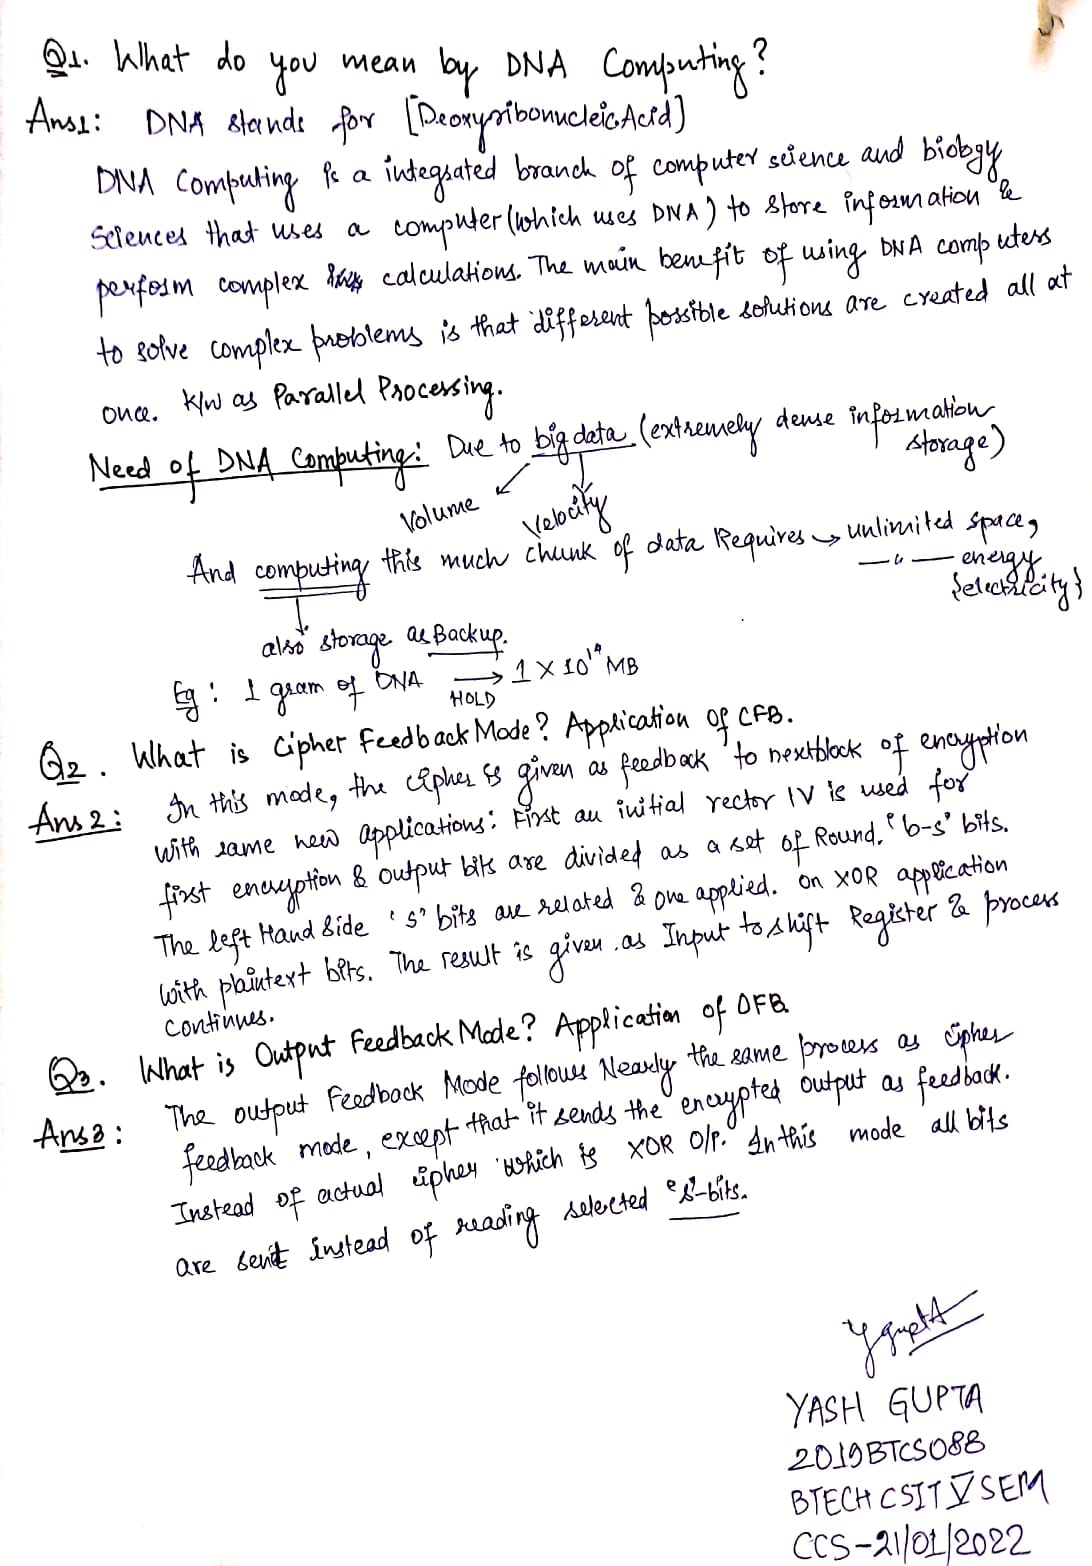 Q1. What do you mean by DNA Computing?
Ans1: DNA stands for [Deoxyribonucleic Acid]
DNA Computing is a integrated branch of computer science and biology
Sciences that uses a computer (which uses DNA) to store information &
perform complex calculations. The main benefit of using DNA computers
to solve complex problems is that different possible solutions are created all at
once. K/w as Parallel Processing.
Need of DNA Computing: Due to big data (extremely dense information
storage)
Volume
Velocity
And computing this much chunk of data Requires → unlimited space,
—〃— energy
{electricity}
also storage as Backup.
Eg: 1 gram of DNA → 1 X 10¹⁴ MB
HOLD
Q2. What is Cipher Feedback Mode? Application of CFB.
Ans 2: In this mode, the cipher is given as feedback to next block of encryption
with same new applications: First an initial vector IV is used for
first encryption & output bits are divided as a set of Round. 'b-s' bits.
The left Hand Side 's' bits are related & one applied. on XOR application
with plaintext bits. The result is given as Input to shift Register & process
continues.
Q3. What is Output Feedback Mode? Application of OFB
Ans3: The output Feedback Mode follows Nearly the same process as cipher
feedback mode, except that it sends the encrypted output as feedback.
Instead of actual cipher which is XOR O/P. In this mode all bits
are sent instead of reading selected 's'-bits.
Ygupta
YASH GUPTA
2019BTCS088
BTECH CSIT V SEM
CCS-21/01/2022